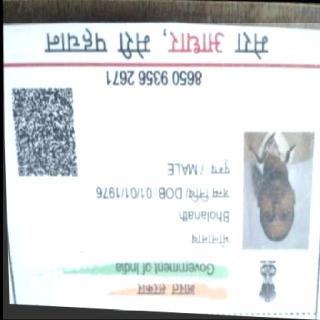 भारत सरकार
Government of India
भोलानाथ
Bholanath
जन्म तिथि/ DOB: 01/01/1976
पुरुष / MALE
8650 9356 2671
मेरा आधार, मेरी पहचान